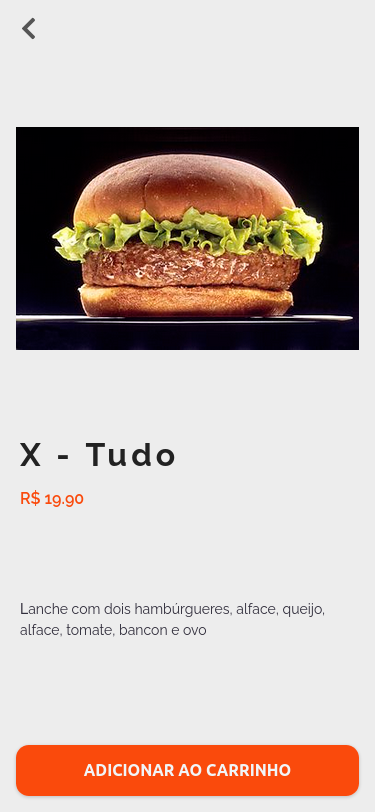 X - Tudo
R$ 19.90
Lanche com dois hambúrgueres, alface, queijo,
alface, tomate, bancon e ovo
ADICIONAR AO CARRINHO